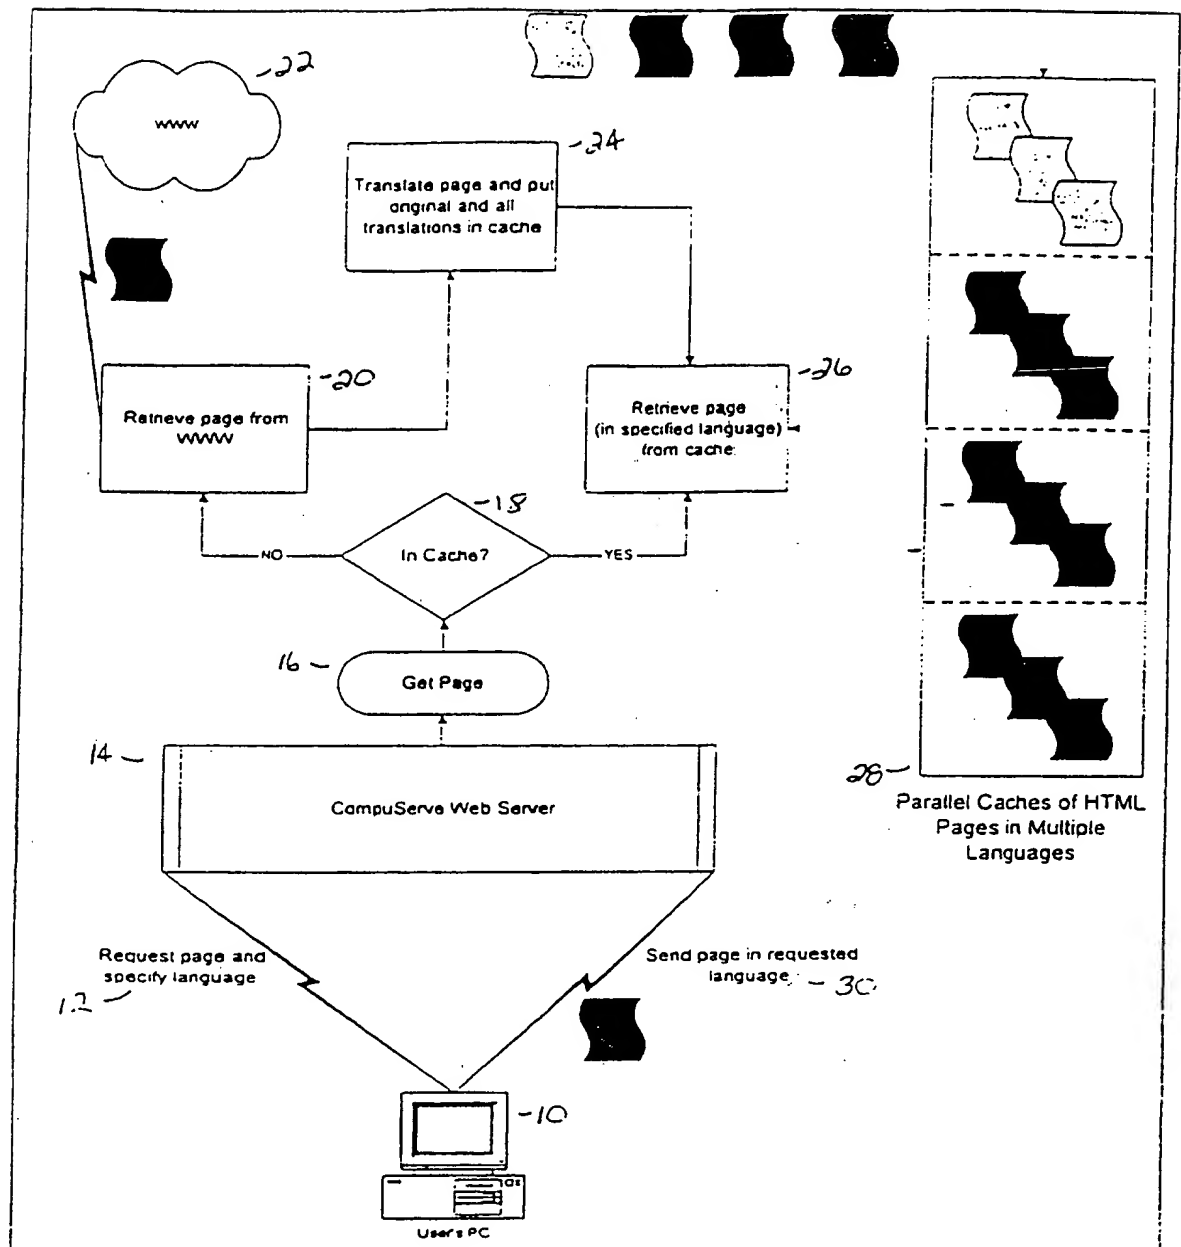 -22
WWW
-24
Translate page and put
original and all
translations in cache
-20
Retrieve page from
WWW
-26
Retrieve page
(in specified language)
from cache
-18
In Cache?
NO
YES
16 -
Get Page
14 -
CompuServe Web Server
28 -
Parallel Caches of HTML
Pages in Multiple
Languages
Request page and
specify language
12
Send page in requested
language
- 30
-10
User's PC